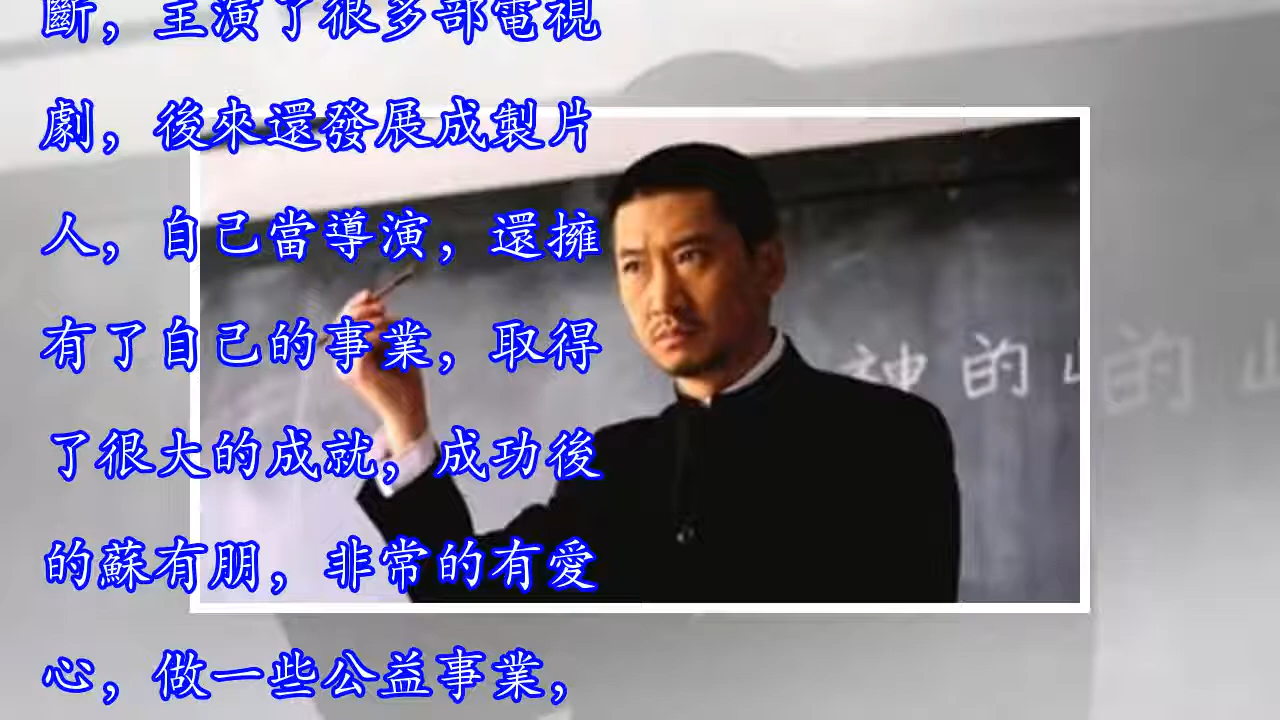 斷，主演了很多部電視
劇，後來還發展成製片
人，自己當導演，還擁
有了自己的事業，取得
了很大的成就，成功後
的蘇有朋，非常的有愛
心，做一些公益事業，
神的
的